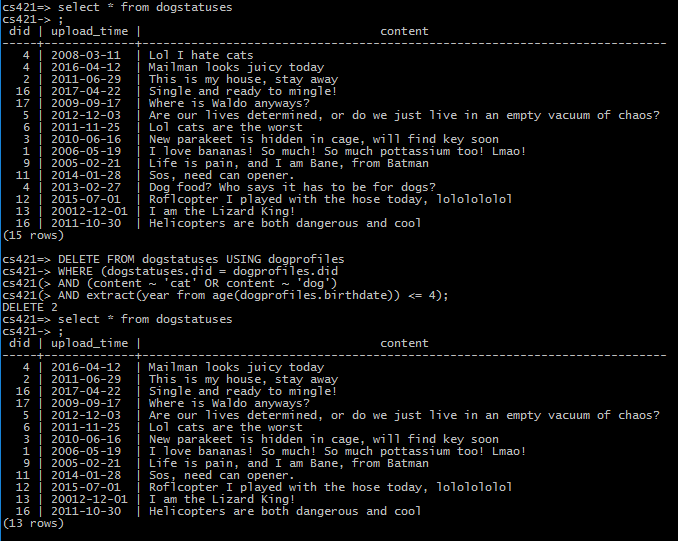 cs421=> select * from dogstatuses
cs421-> ;
 did | upload_time |                                    content
-----+-------------+-----------------------------------------------------------------------------
   4 | 2008-03-11  | Lol I hate cats
   4 | 2016-04-12  | Mailman looks juicy today
   2 | 2011-06-29  | This is my house, stay away
  16 | 2017-04-22  | Single and ready to mingle!
  17 | 2009-09-17  | Where is Waldo anyways?
   5 | 2012-12-03  | Are our lives determined, or do we just live in an empty vacuum of chaos?
   6 | 2011-11-25  | Lol cats are the worst
   3 | 2010-06-16  | New parakeet is hidden in cage, will find key soon
   1 | 2006-05-19  | I love bananas! So much! So much pottassium too! Lmao!
   9 | 2005-02-21  | Life is pain, and I am Bane, from Batman
  11 | 2014-01-28  | Sos, need can opener.
   4 | 2013-02-27  | Dog food? Who says it has to be for dogs?
  12 | 2015-07-01  | Roflcopter I played with the hose today, lolololol
  13 | 20012-12-01 | I am the Lizard King!
  16 | 2011-10-30  | Helicopters are both dangerous and cool
(15 rows)
cs421=> DELETE FROM dogstatuses USING dogprofiles
cs421-> WHERE (dogstatuses.did = dogprofiles.did
cs421(> AND (content ~ 'cat' OR content ~ 'dog')
cs421(> AND extract(year from age(dogprofiles.birthdate)) <= 4);
DELETE 2
cs421=> select * from dogstatuses
cs421-> ;
 did | upload_time |                                    content
-----+-------------+-----------------------------------------------------------------------------
   4 | 2016-04-12  | Mailman looks juicy today
   2 | 2011-06-29  | This is my house, stay away
  16 | 2017-04-22  | Single and ready to mingle!
  17 | 2009-09-17  | Where is Waldo anyways?
   5 | 2012-12-03  | Are our lives determined, or do we just live in an empty vacuum of chaos?
   6 | 2011-11-25  | Lol cats are the worst
   3 | 2010-06-16  | New parakeet is hidden in cage, will find key soon
   1 | 2006-05-19  | I love bananas! So much! So much pottassium too! Lmao!
   9 | 2005-02-21  | Life is pain, and I am Bane, from Batman
  11 | 2014-01-28  | Sos, need can opener.
  12 | 2015-07-01  | Roflcopter I played with the hose today, lolololol
  13 | 20012-12-01 | I am the Lizard King!
  16 | 2011-10-30  | Helicopters are both dangerous and cool
(13 rows)